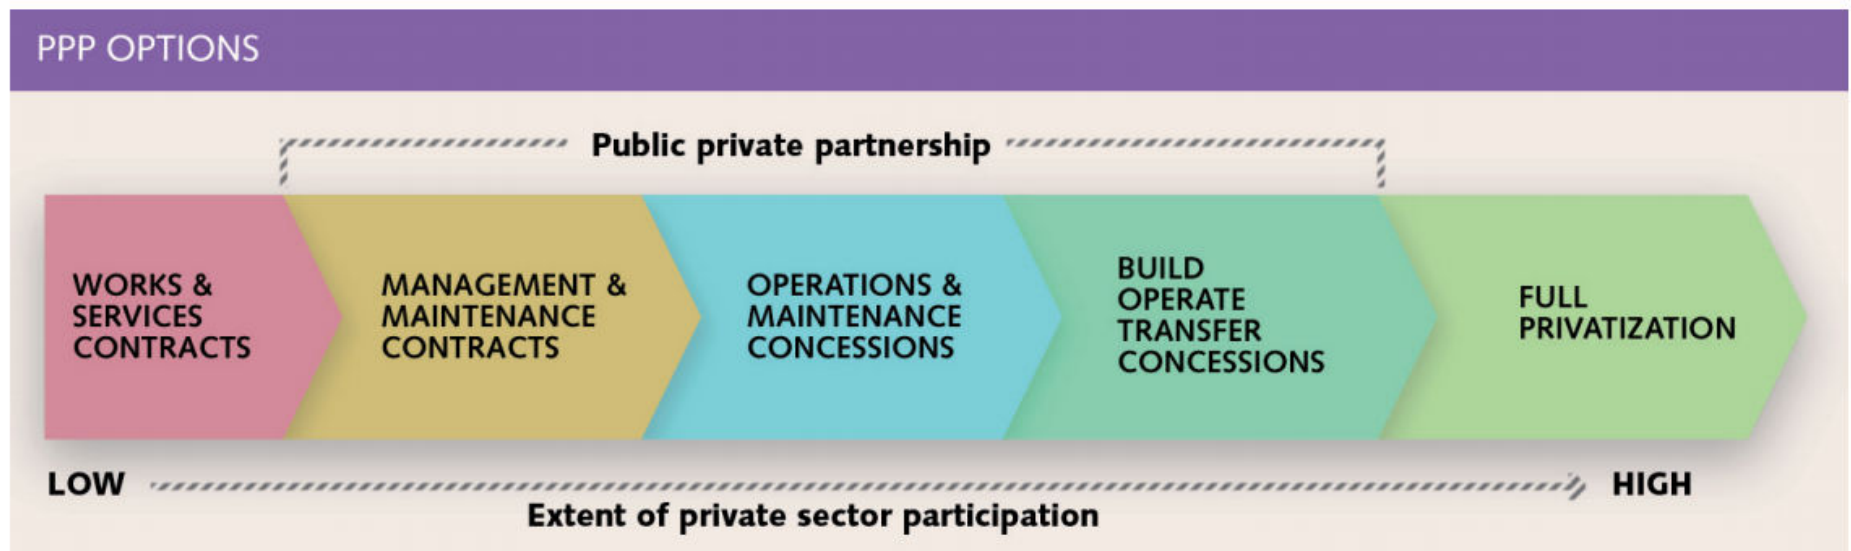 PPP OPTIONS
Public private partnership
WORKS &
SERVICES
CONTRACTS
MANAGEMENT &
MAINTENANCE
CONTRACTS
OPERATIONS &
MAINTENANCE
CONCESSIONS
BUILD
OPERATE
TRANSFER
CONCESSIONS
FULL
PRIVATIZATION
LOW
HIGH
Extent of private sector participation